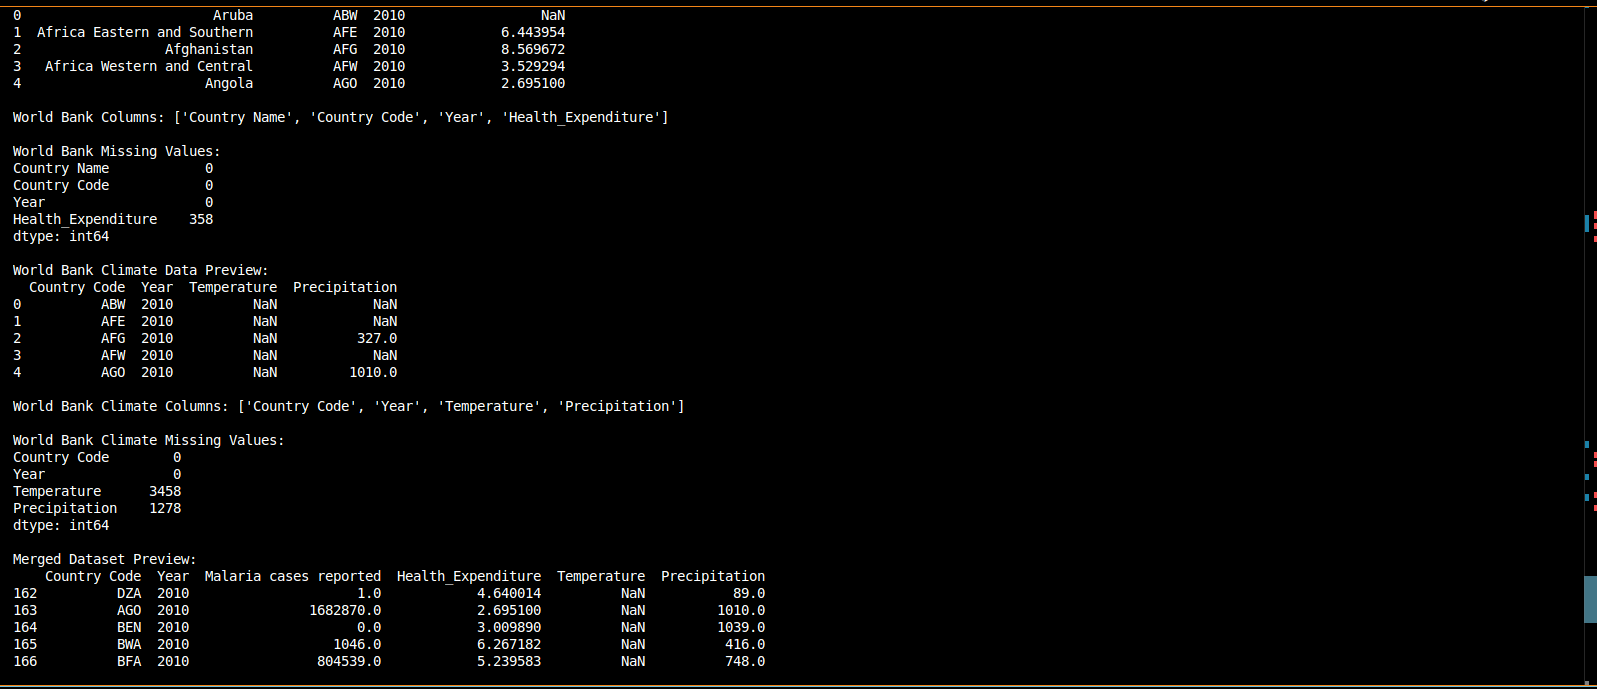 0                        Aruba          ABW  2010                 NaN
1  Africa Eastern and Southern          AFE  2010            6.443954
2                  Afghanistan          AFG  2010            8.569672
3   Africa Western and Central          AFW  2010            3.529294
4                       Angola          AGO  2010            2.695100
World Bank Columns: ['Country Name', 'Country Code', 'Year', 'Health_Expenditure']
World Bank Missing Values:
Country Name            0
Country Code            0
Year                    0
Health_Expenditure    358
dtype: int64
World Bank Climate Data Preview:
  Country Code  Year  Temperature  Precipitation
0          ABW  2010          NaN            NaN
1          AFE  2010          NaN            NaN
2          AFG  2010          NaN          327.0
3          AFW  2010          NaN            NaN
4          AGO  2010          NaN         1010.0
World Bank Climate Columns: ['Country Code', 'Year', 'Temperature', 'Precipitation']
World Bank Climate Missing Values:
Country Code        0
Year                0
Temperature      3458
Precipitation    1278
dtype: int64
Merged Dataset Preview:
    Country Code  Year  Malaria cases reported  Health_Expenditure  Temperature  Precipitation
162          DZA  2010                     1.0            4.640014          NaN           89.0
163          AGO  2010               1682870.0            2.695100          NaN         1010.0
164          BEN  2010                     0.0            3.009890          NaN         1039.0
165          BWA  2010                  1046.0            6.267182          NaN          416.0
166          BFA  2010                804539.0            5.239583          NaN          748.0